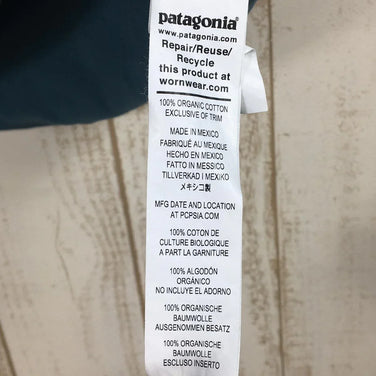 patagonia®
www.patagonia.com
Repair/Reuse/
Recycle
this product at
wornwear.com
100% ORGANIC COTTON
EXCLUSIVE OF TRIM
MADE IN MEXICO
FABRIQUÉ AU MEXIQUE
HECHO EN MEXICO
FATTO IN MESSICO
TILLVERKAD I MEXIKO
メキシコ製
MFG DATE AND LOCATION
AT PCPSIA.COM
100% COTON DE
CULTURE BIOLOGIQUE
A PART LA GARNITURE
100% ALGODÓN
ORGÁNICO
NO INCLUYE EL ADORNO
100% ORGANISCHE
BAUMWOLLE
AUSGENOMMEN BESATZ
100% ORGANISCHE
BAUMWOLLE
ESCLUSO INSERTO